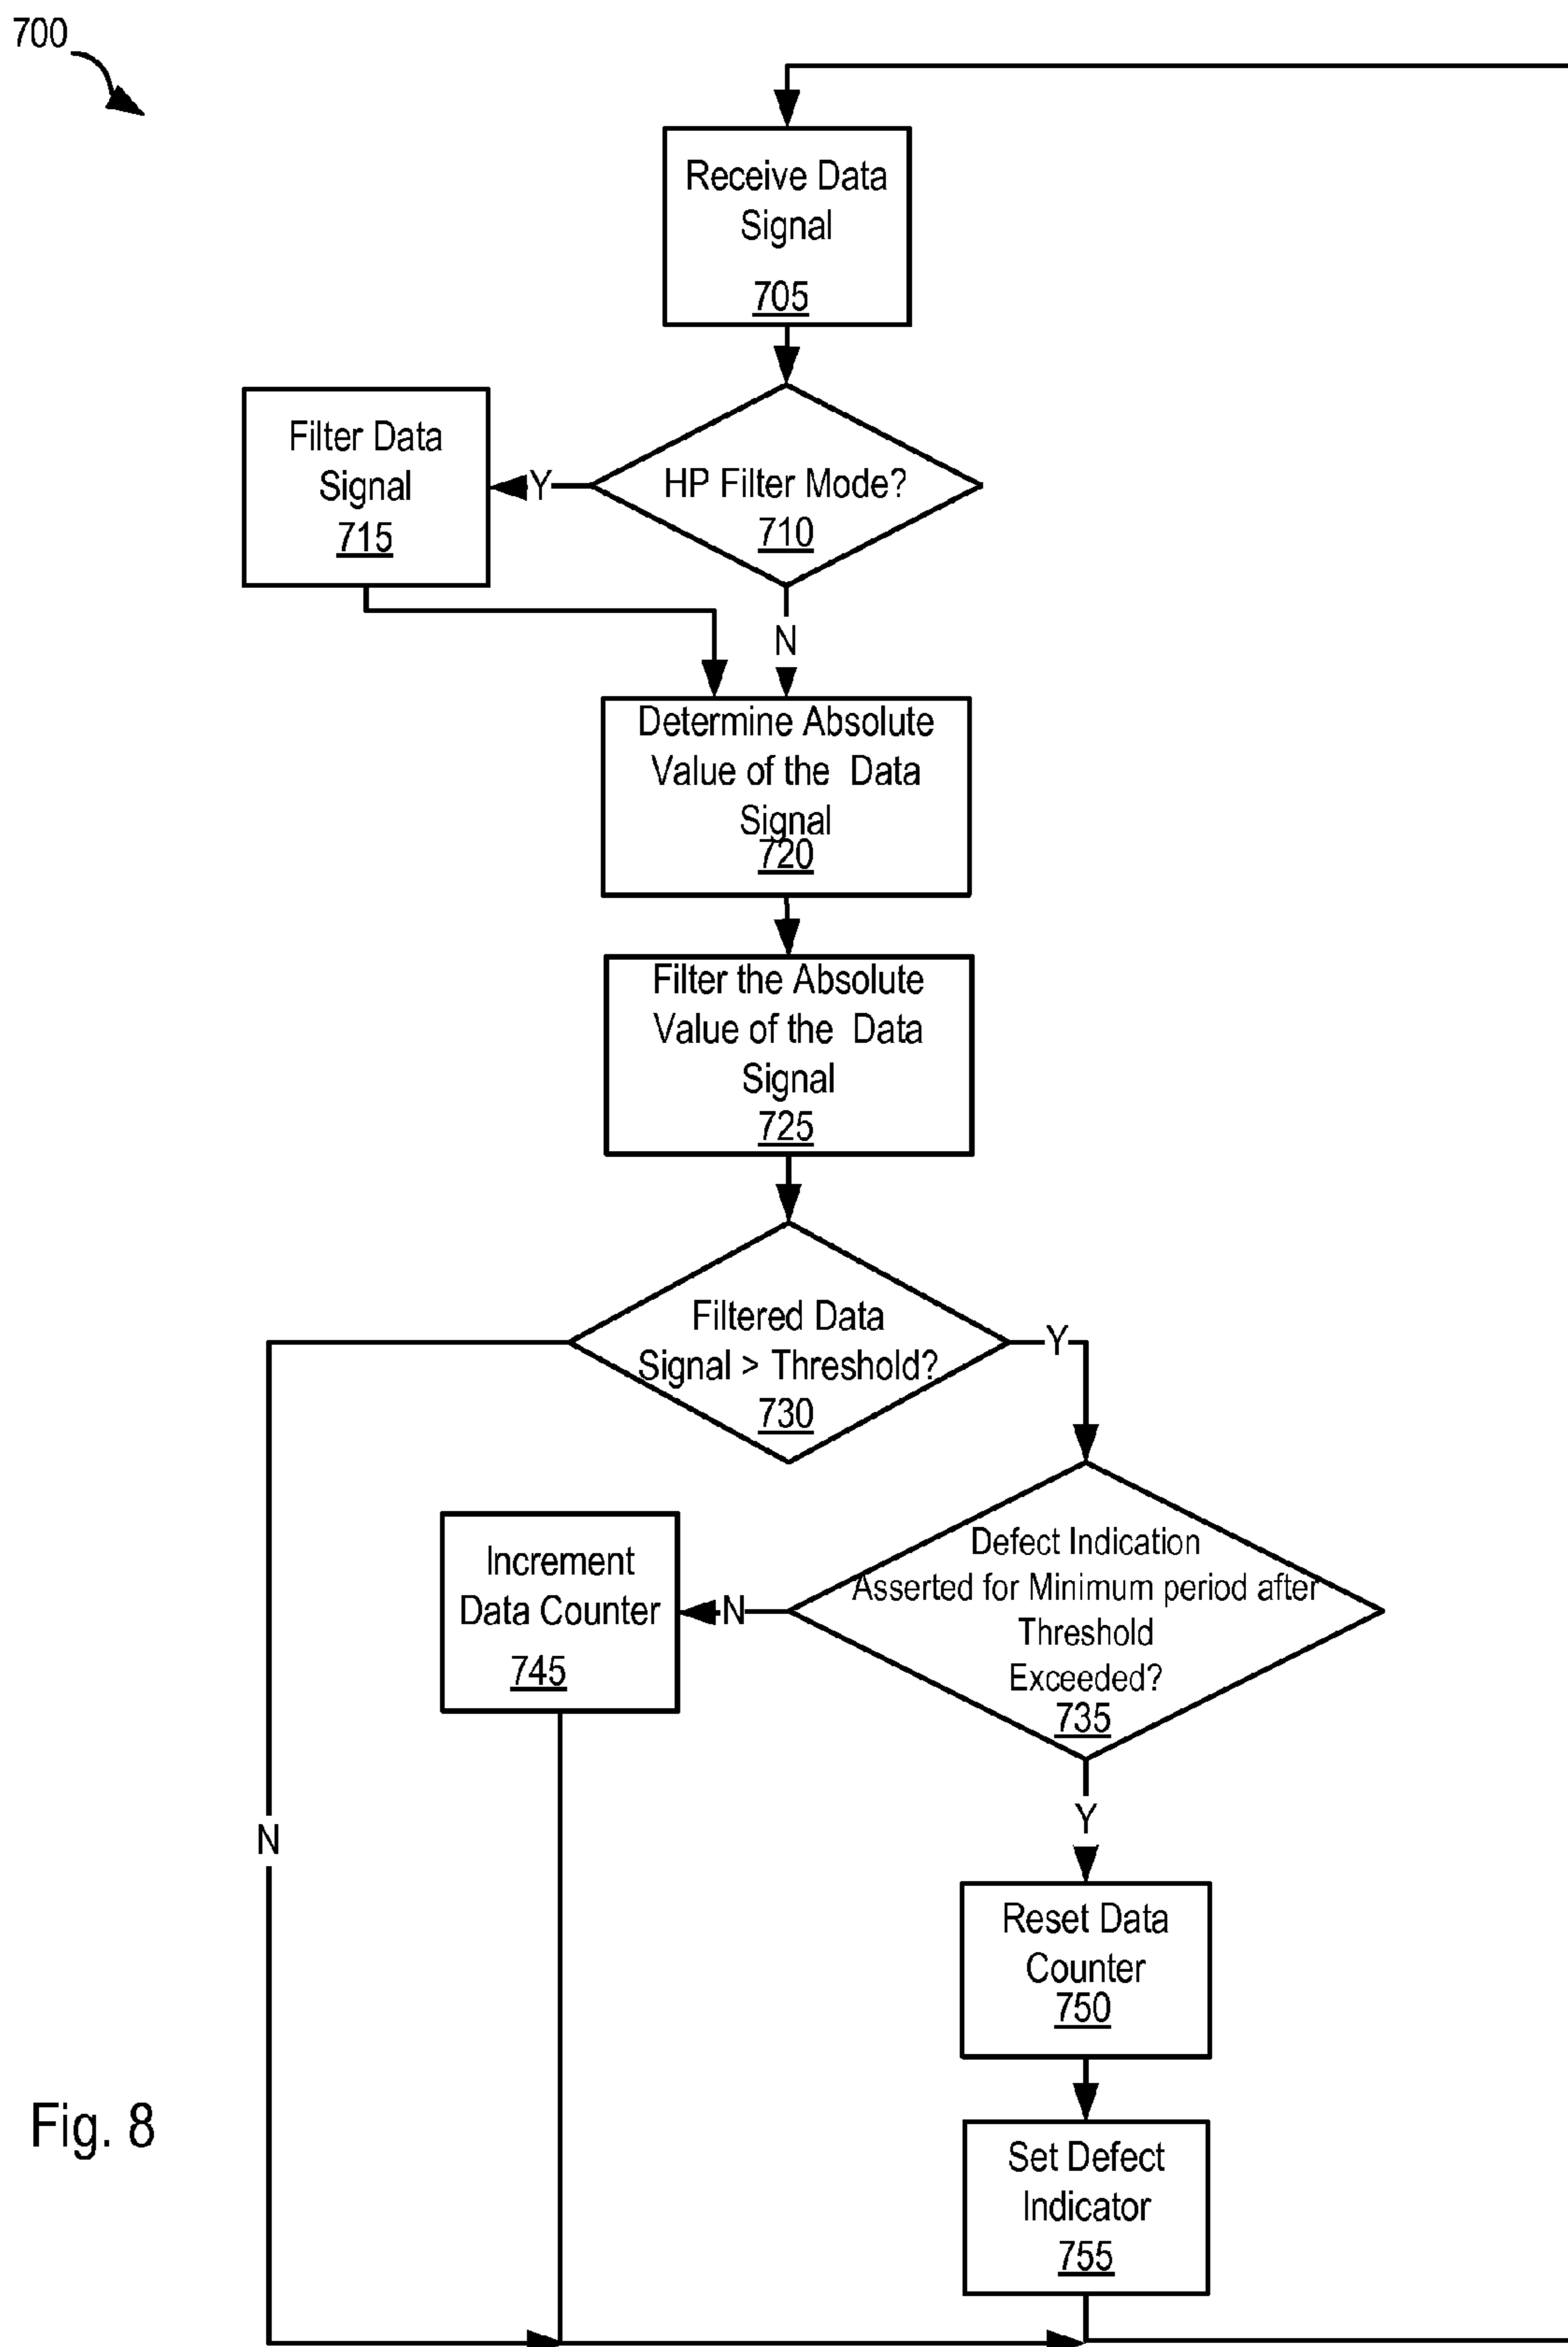 700
Receive Data
Signal
705
Filter Data
Signal
715
Y
HP Filter Mode?
710
N
Determine Absolute
Value of the Data
Signal
720
Filter the Absolute
Value of the Data
Signal
725
Filtered Data
Signal > Threshold?
730
Y
Increment
Data Counter
745
N
Defect Indication
Asserted for Minimum period after
Threshold
Exceeded?
735
N
Y
Reset Data
Counter
750
Set Defect
Indicator
755
Fig. 8